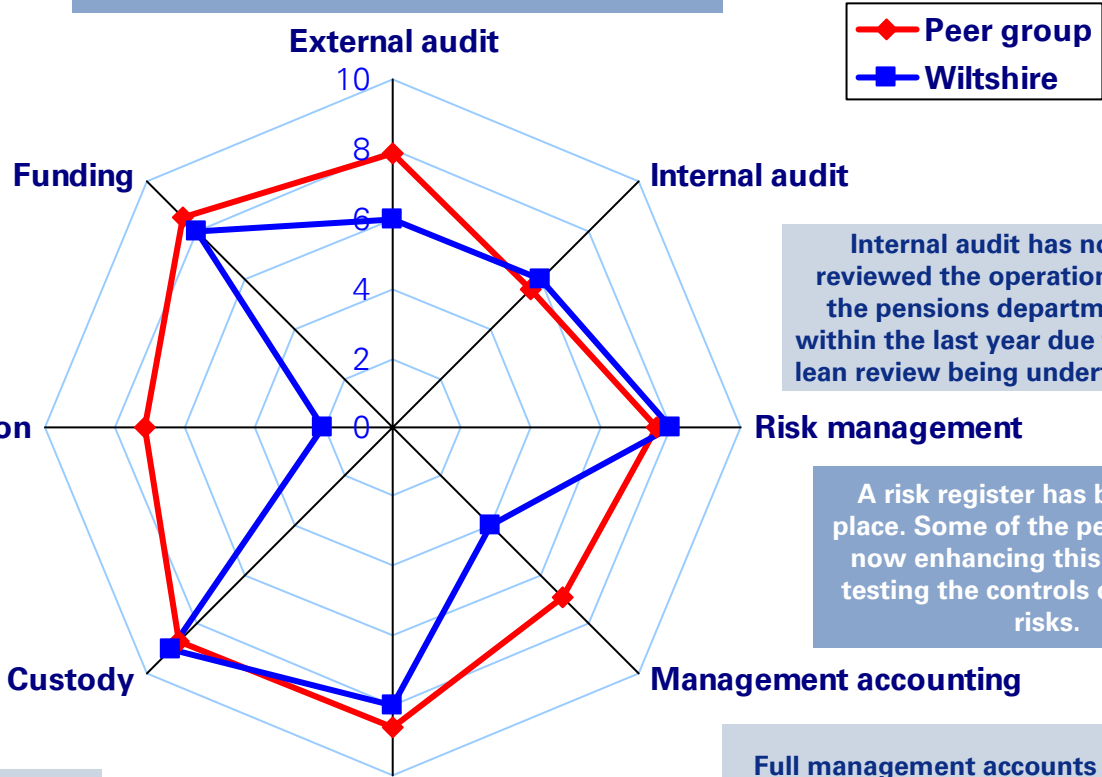 External audit
Peer group
Wiltshire
10
8
6
4
2
0
Funding
Internal audit
Internal audit has no
reviewed the operation
the pensions departm
within the last year due
lean review being under
on
Risk management
A risk register has b
place. Some of the pe
now enhancing this
testing the controls
risks.
Custody
Management accounting
Full management accounts